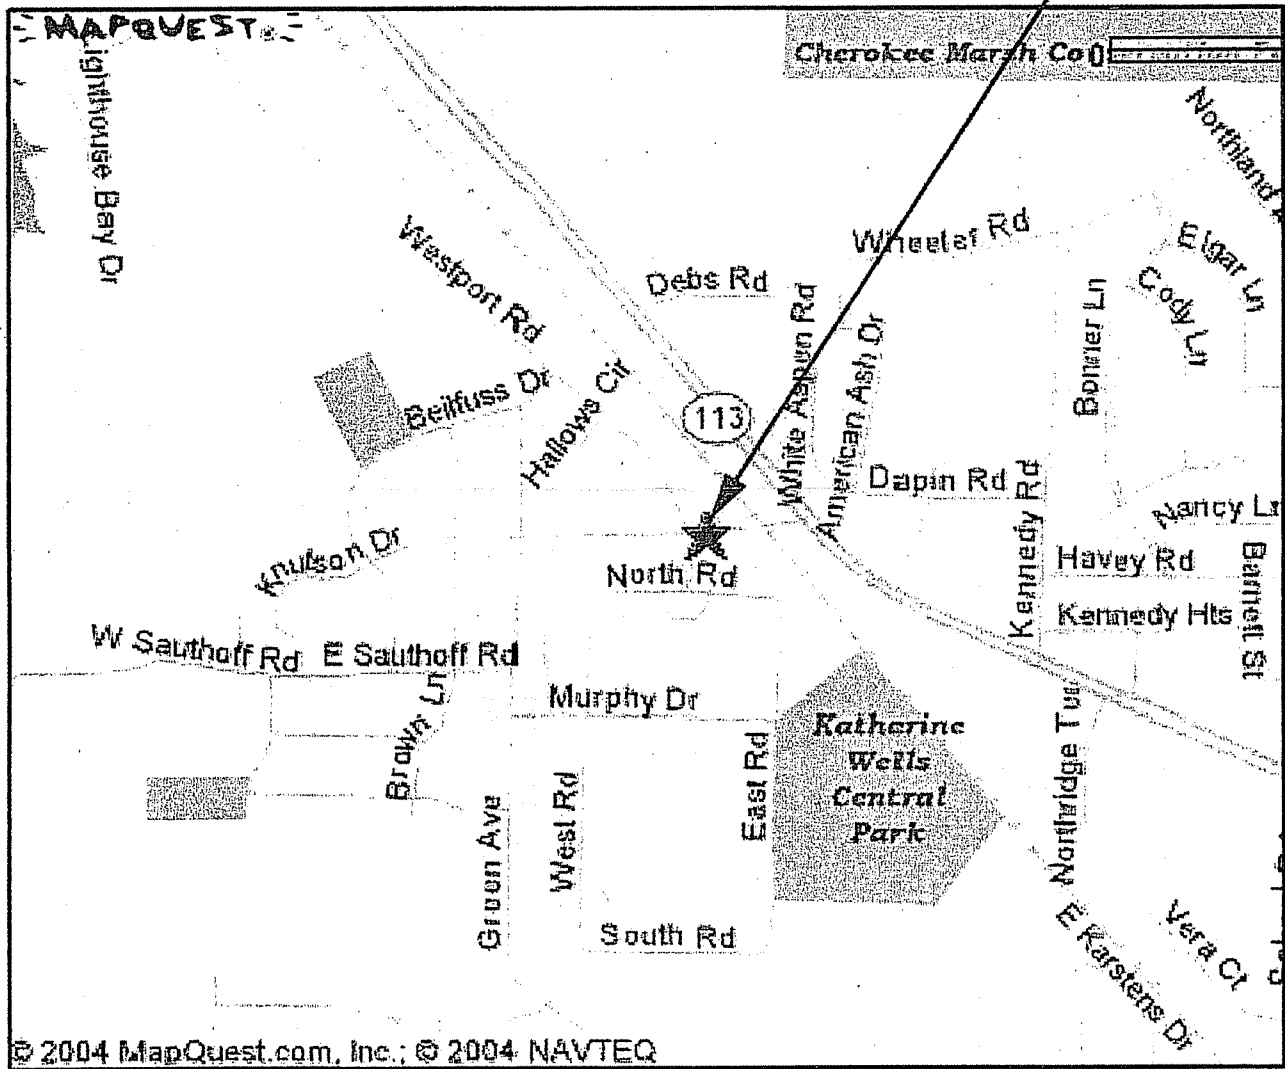 MAPQUEST
Cherokee Marsh Co
Lighthouse Bay Dr
Northland
Westport Rd
Wheeler Rd
Elgar Ln
Debs Rd
Cody Ln
White Aspen Rd
American Ash Dr
Bonner Ln
Beilfuss Dr
Hallows Cir
113
Dapin Rd
Kennedy Rd
Nancy Ln
Knutson Dr
North Rd
Havey Rd
Barnett St
Kennedy Hts
W Sauthoff Rd
E Sauthoff Rd
Brown Ln
Murphy Dr
Katherine
Wells
Central
Park
East Rd
Northridge Ter
Green Ave
West Rd
South Rd
E Karstens Dr
Vera Ct
© 2004 MapQuest.com, Inc.; © 2004 NAVTEQ